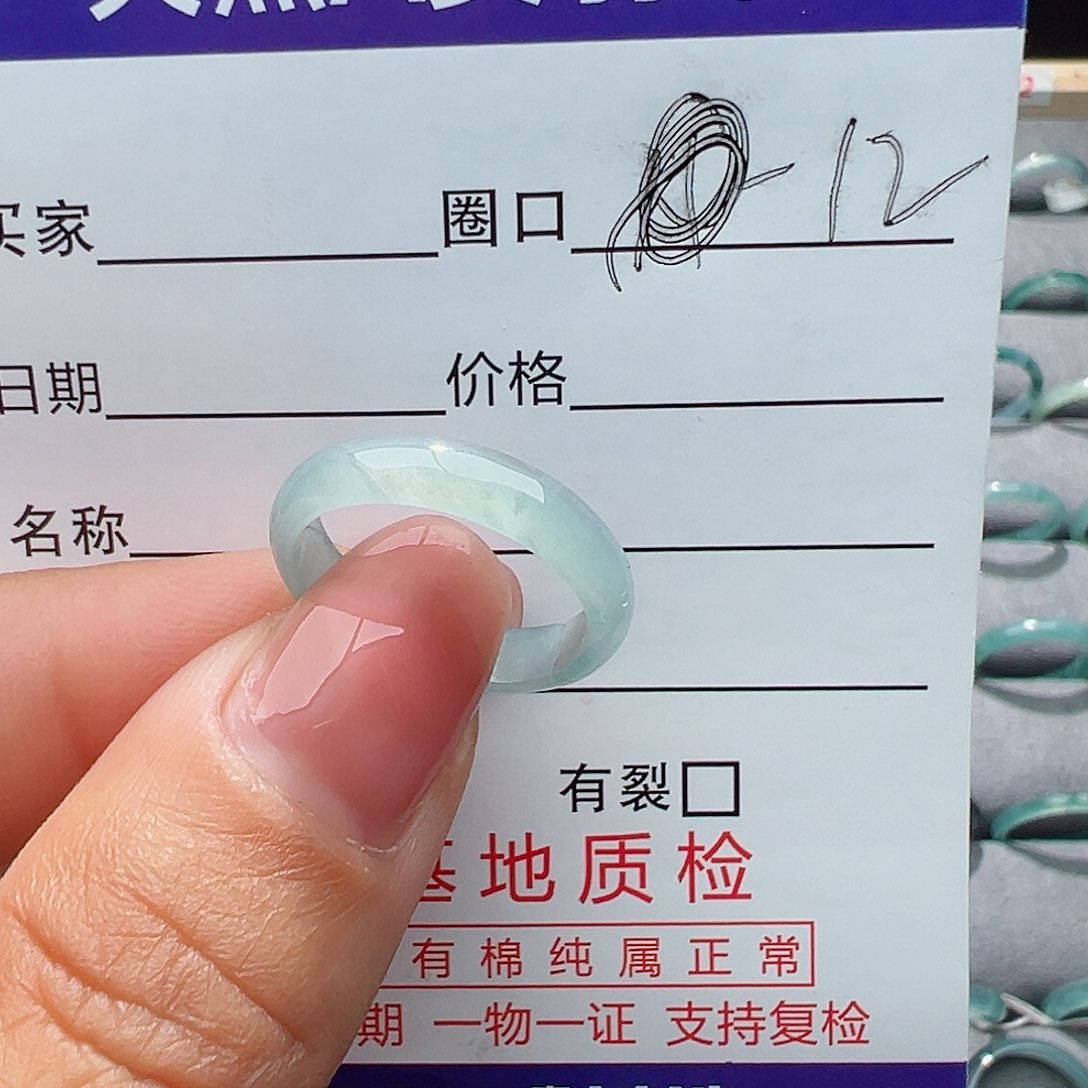 买家 圈口 - 12
日期 价格
名称
有裂
基地质检
有棉纯属正常
期 一物一证 支持复检